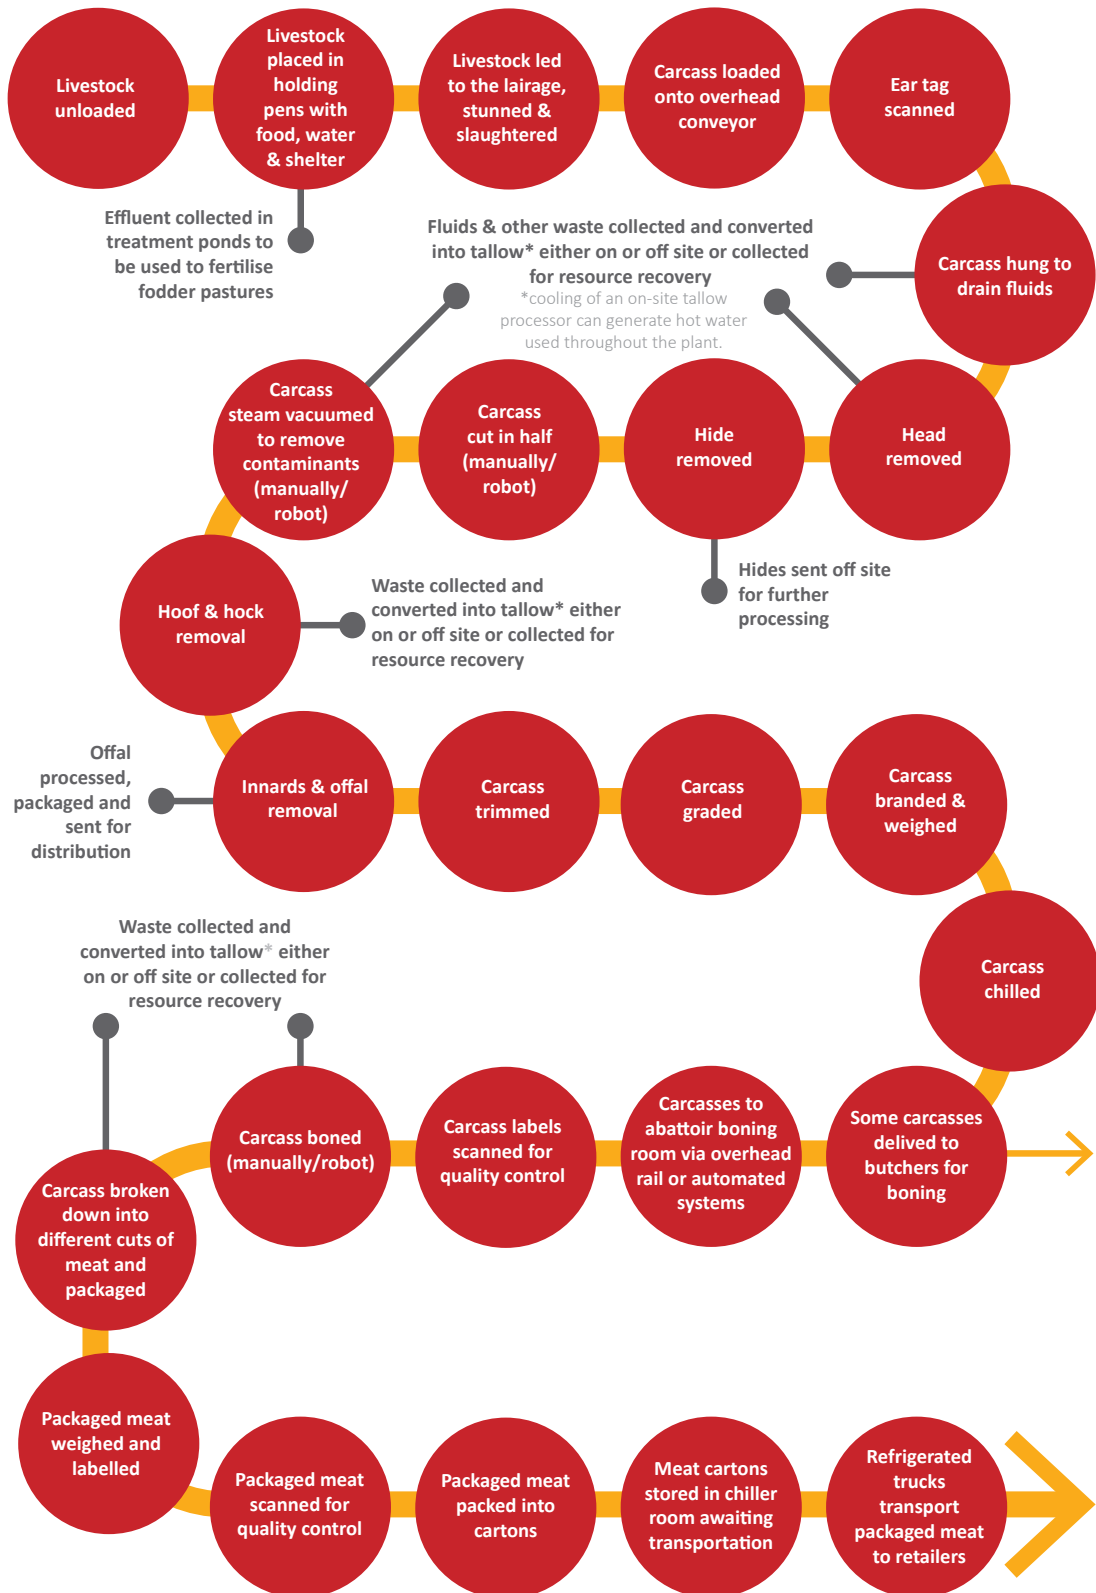 Livestock
unloaded
Livestock
placed in
holding
pens with
food, water
& shelter
Livestock led
to the lairage,
stunned &
slaughtered
Carcass loaded
onto overhead
conveyor
Ear tag
scanned
Effluent collected in
treatment ponds to
be used to fertilise
fodder pastures
Fluids & other waste collected and converted
into tallow* either on or off site or collected
for resource recovery
*cooling of an on-site tallow
processor can generate hot water
used throughout the plant.
Carcass hung to
drain fluids
Head
removed
Hide
removed
Carcass
cut in half
(manually/
robot)
Carcass
steam vacuumed
to remove
contaminants
(manually/
robot)
Hides sent off site
for further
processing
Hoof & hock
removal
Waste collected and
converted into tallow* either
on or off site or collected for
resource recovery
Offal
processed,
packaged and
sent for
distribution
Innards & offal
removal
Carcass
trimmed
Carcass
graded
Carcass
branded &
weighed
Carcass
chilled
Some carcasses
delived to
butchers for
boning
Carcasses to
abattoir boning
room via overhead
rail or automated
systems
Carcass labels
scanned for
quality control
Carcass boned
(manually/robot)
Waste collected and
converted into tallow* either
on or off site or collected for
resource recovery
Carcass broken
down into
different cuts of
meat and
packaged
Packaged meat
weighed and
labelled
Packaged meat
scanned for
quality control
Packaged meat
packed into
cartons
Meat cartons
stored in chiller
room awaiting
transportation
Refrigerated
trucks
transport
packaged meat
to retailers